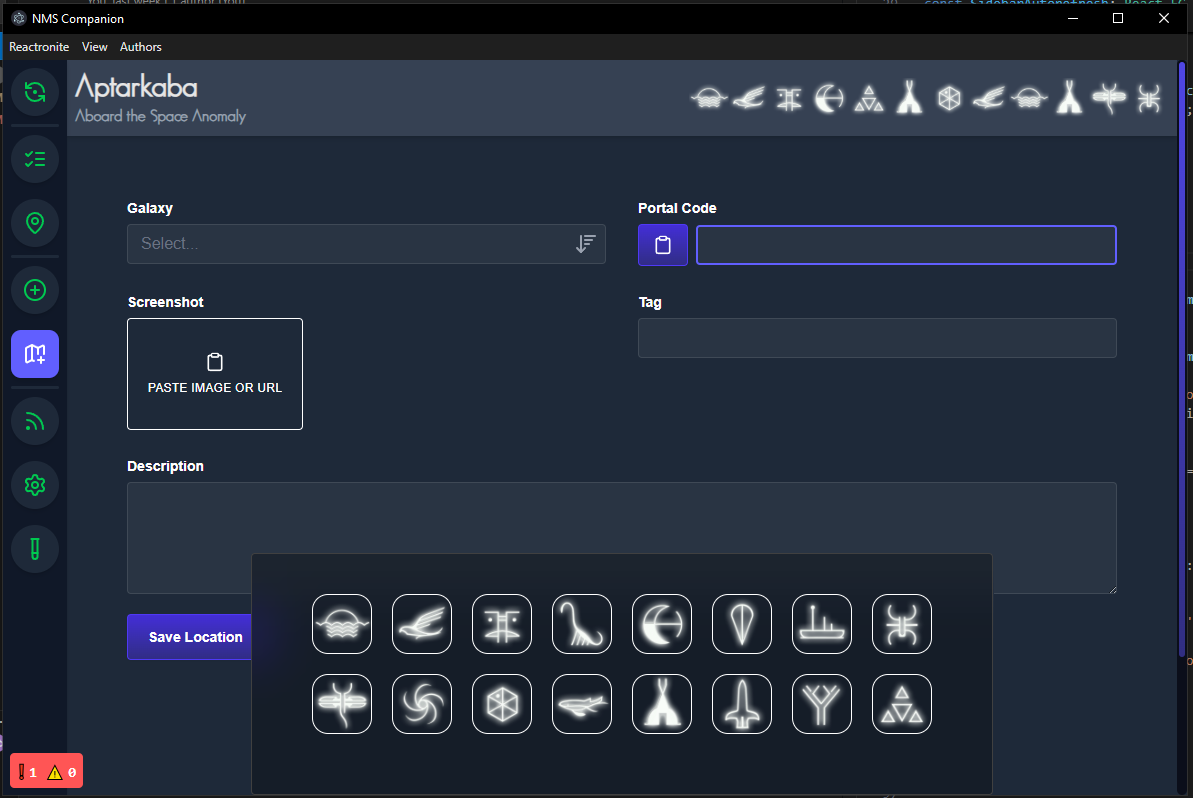 NMS Companion
Reactronite View Authors
Aptarkaba
Aboard the Space Anomaly
Galaxy
Portal Code
Select...
Screenshot
Tag
PASTE IMAGE OR URL
Description
Save Location
1 0